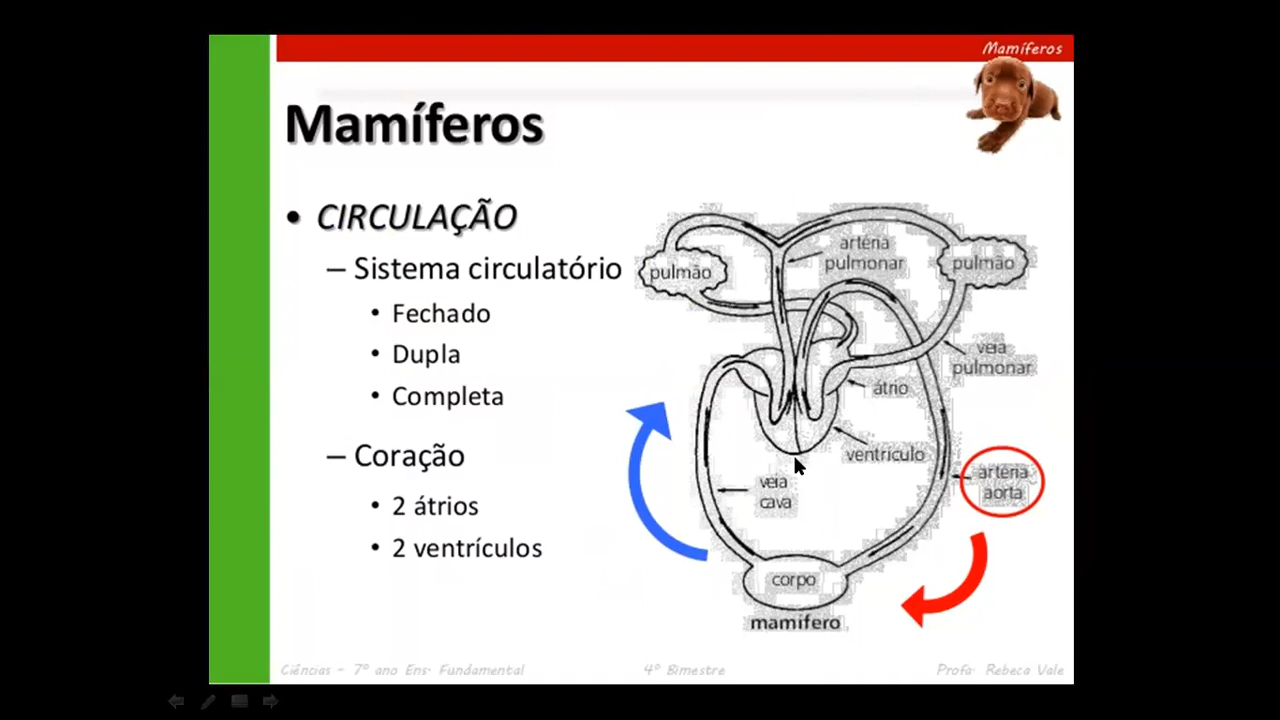 Mamíferos
Mamíferos
• CIRCULAÇÃO
– Sistema circulatório
• Fechado
• Dupla
• Completa
– Coração
• 2 átrios
• 2 ventrículos
artéria
pulmonar
pulmão
pulmão
veia
pulmonar
átrio
ventrículo
artéria
aorta
veia
cava
corpo
mamífero
Ciências – 7º ano Ens. Fundamental
4º Bimestre
Profa. Rebeca Vale